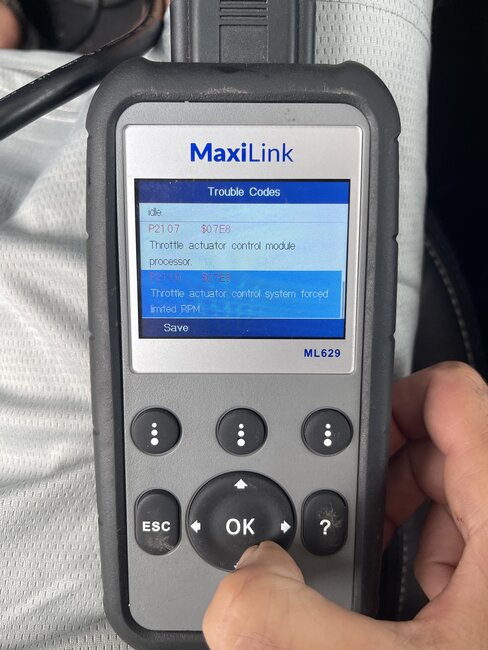 MaxiLink
Trouble Codes
idle.
P2107 $07E8
Throttle actuator control module
processor.
$07E8
Throttle actuator control system forced
limited RPM
Save
ML629
ESC
OK
?